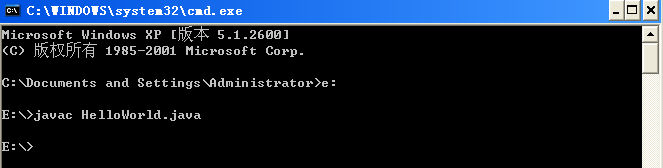 C:\WINDOWS\system32\cmd.exe
Microsoft Windows XP [版本 5.1.2600]
(C) 版权所有 1985-2001 Microsoft Corp.
C:\Documents and Settings\Administrator>e:
E:\>javac HelloWorld.java
E:\>